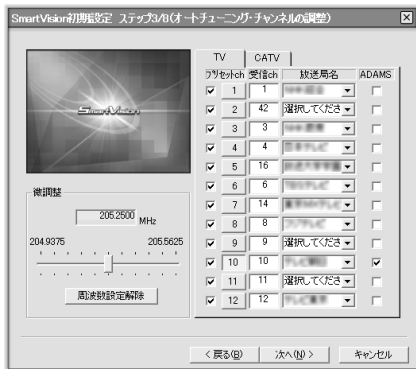 SmartVision初期設定 ステップ3/8(オートチューニング・チャンネルの調整)
TV CATV
プリセットch 受信ch 放送局名 ADAMS
1 1
2 42 選択してくださ
3 3
4 4
5 16
6 6
7 14
8 8
9 9 選択してくださ
10 10
11 11 選択してくださ
12 12
SmartVision
微調整
205.2500 MHz
204.9375 205.5625
周波数設定解除
< 戻る(B) 次へ(N) > キャンセル